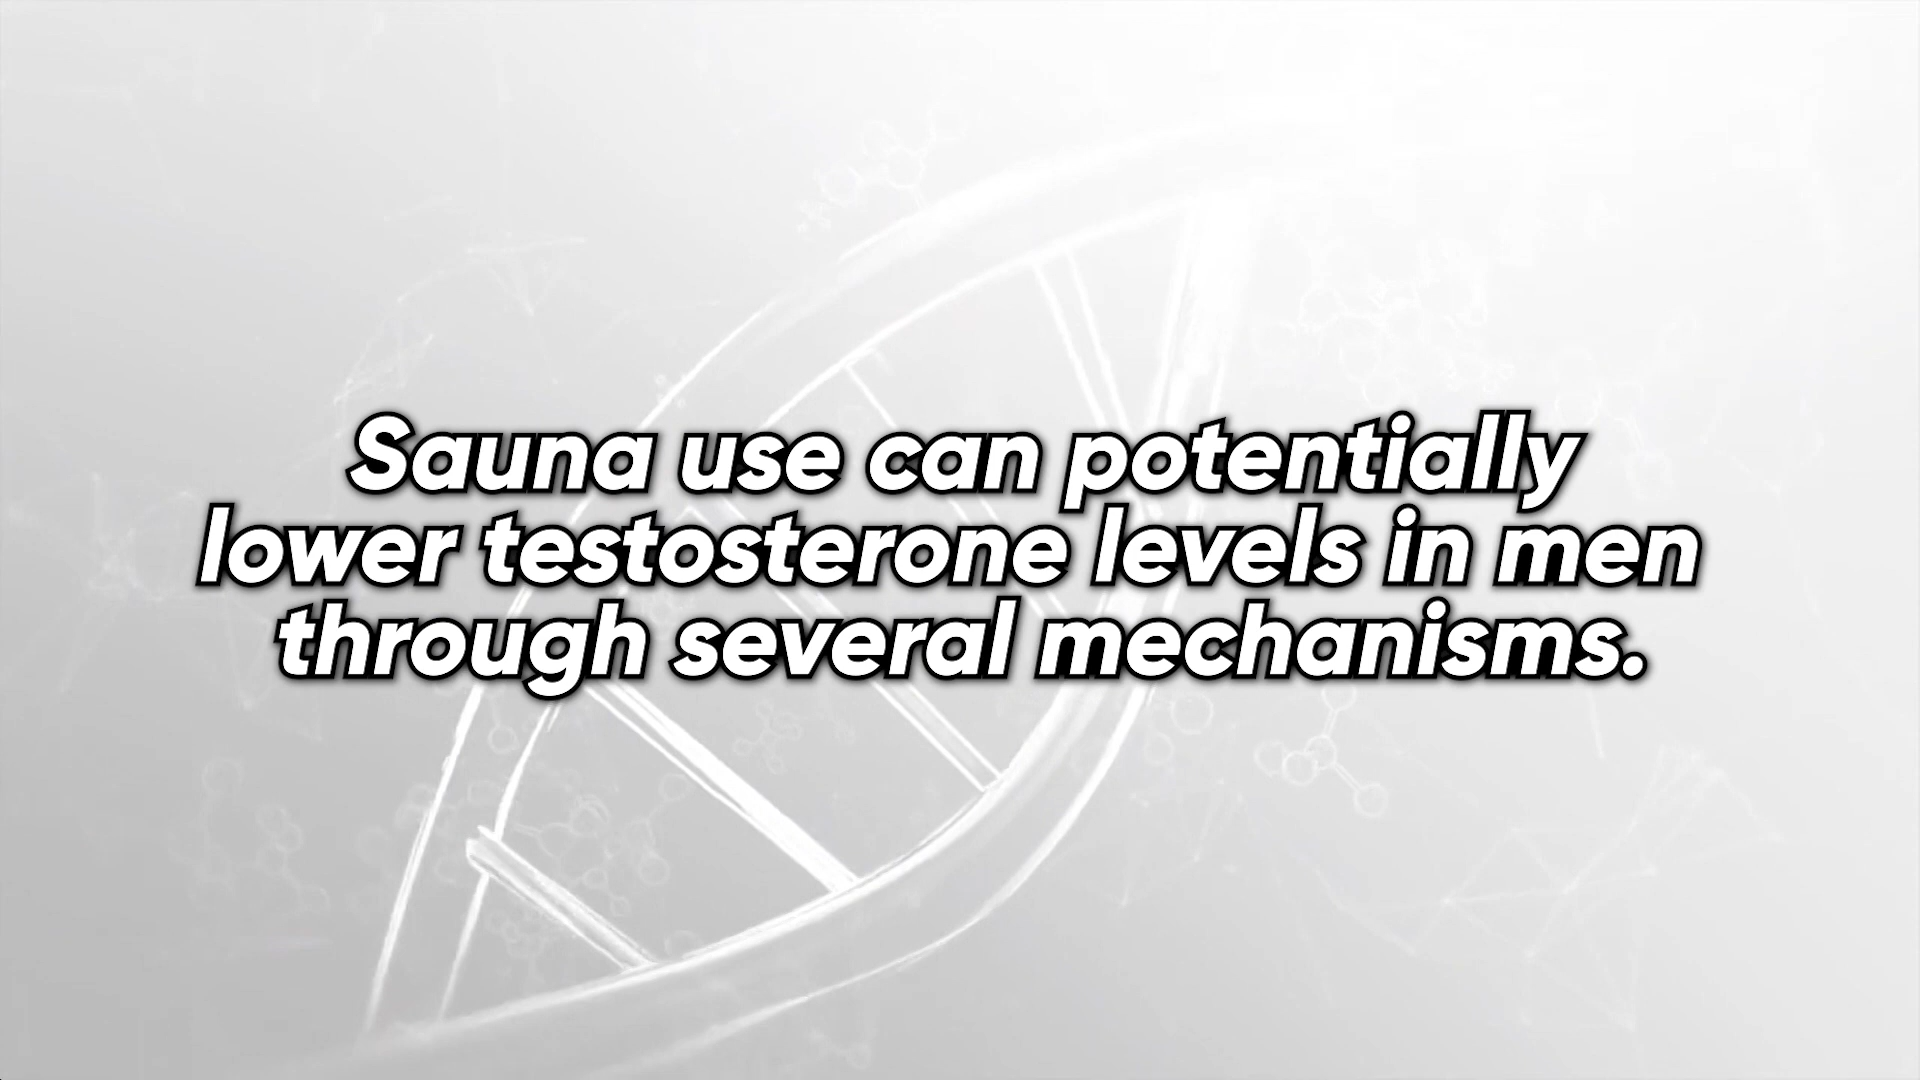 Sauna use can potentially
lower testosterone levels in men
through several mechanisms.